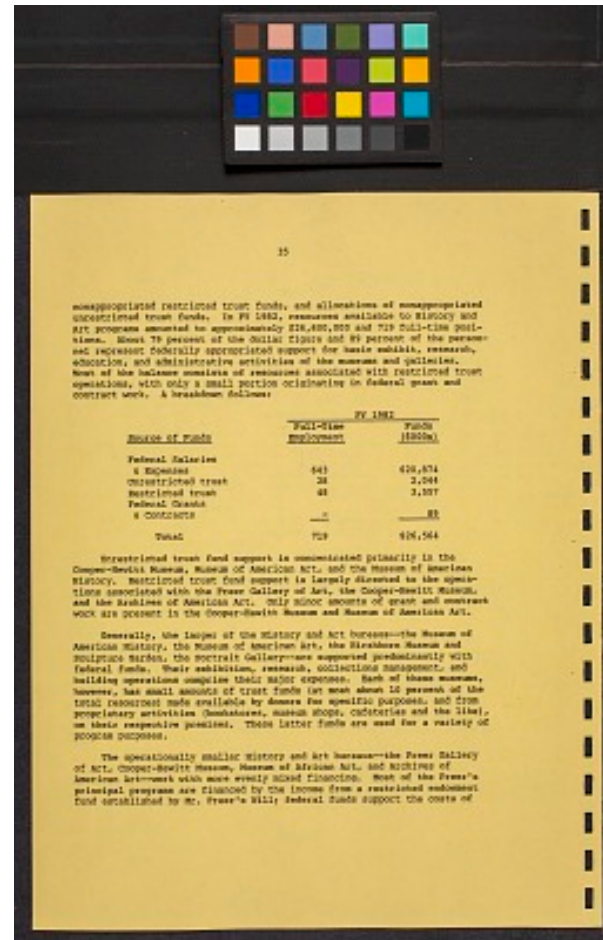 35
nonappropriated restricted trust funds, and allocations of nonappropriated
unrestricted trust funds. In FY 1982, resources available to History and
Art programs amounted to approximately $26,600,000 and 719 full-time posi-
tions. About 79 percent of the dollar figure and 89 percent of the person-
nel represent federally appropriated support for basic exhibit, research,
education, and administrative activities of the museums and galleries.
Most of the balance consists of resources associated with restricted trust
operations, with only a small portion originating in federal grant and
contract work. A breakdown follows:
FY 1982
Full-time Funds
Source of Funds Employment ($000s)
Federal Salaries
& Expenses 643
Unrestricted trust 28
Restricted trust 48
Federal Grants
& Contracts -
Total 719
Unrestricted trust fund support is concentrated primarily in the
Cooper-Hewitt Museum, Museum of American Art, and the Museum of American
History. Restricted trust fund support is largely directed to the opera-
tions associated with the Freer Gallery of Art, the Cooper-Hewitt Museum,
and the Archives of American Art. Only minor amounts of grant and contract
work are present in the Cooper-Hewitt Museum and Museum of American Art.
Generally, the larger of the History and Art bureaus--the Museum of
American History, the Museum of American Art, the Hirshhorn Museum and
Sculpture Garden, the Portrait Gallery--are supported predominantly with
federal funds. Their exhibition, research, collections management, and
building operations comprise their major expenses. Each of these museums,
however, has small amounts of trust funds (at most about 10 percent of the
total resources) made available by donors for specific purposes, and from
proprietary activities (bookstores, museum shops, cafeterias and the like),
on their respective premises. These latter funds are used for a variety of
program purposes.
The operationally smaller History and Art bureaus--the Freer Gallery
of Art, Cooper-Hewitt Museum, Museum of African Art, and Archives of
American Art--work with more evenly mixed financing. Most of the Freer's
principal programs are financed by the income from a restricted endowment
fund established by Mr. Freer's Will; federal funds support the costs of